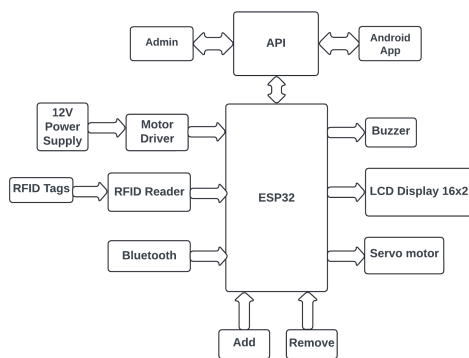 Admin
API
Android
App
12V
Power
Supply
Motor
Driver
Buzzer
RFID Tags
RFID Reader
ESP32
LCD Display 16x2
Bluetooth
Servo motor
Add
Remove